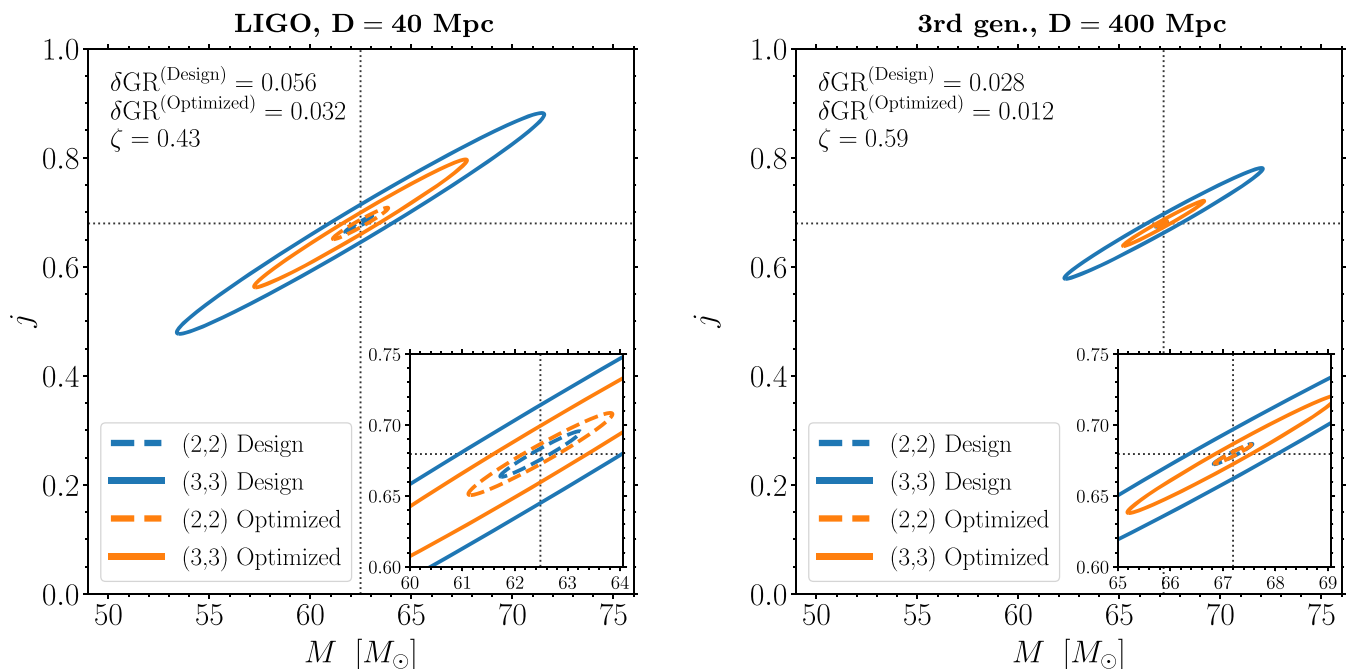 LIGO, D = 40 Mpc
δGR(Design) = 0.056
δGR(Optimized) = 0.032
ζ = 0.43
1.0
0.8
0.6
0.4
0.2
0.0
j
50 55 60 65 70 75
M [M⊙]
(2,2) Design
(3,3) Design
(2,2) Optimized
(3,3) Optimized
0.75
0.70
0.65
0.60
60 61 62 63 64
3rd gen., D = 400 Mpc
δGR(Design) = 0.028
δGR(Optimized) = 0.012
ζ = 0.59
1.0
0.8
0.6
0.4
0.2
0.0
j
50 55 60 65 70 75
M [M⊙]
(2,2) Design
(3,3) Design
(2,2) Optimized
(3,3) Optimized
0.75
0.70
0.65
0.60
65 66 67 68 69